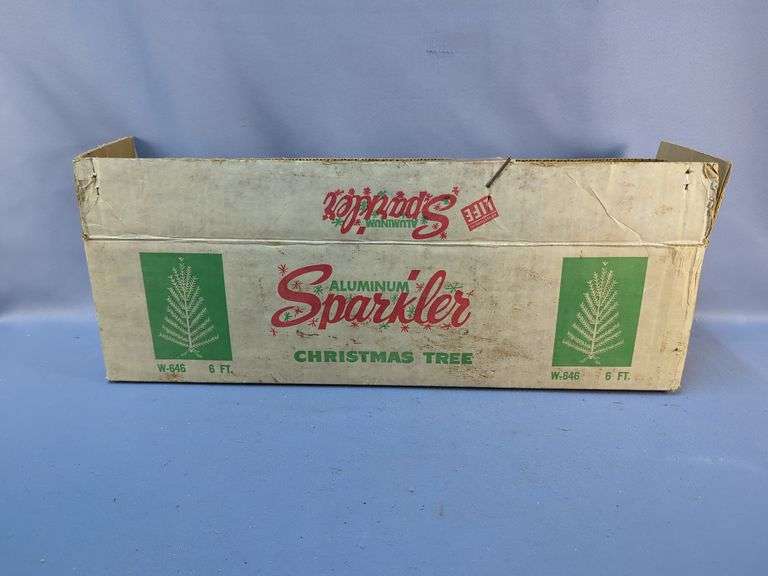 Sparkler
ALUMINUM
LIFE
ALUMINUM
Sparkler
CHRISTMAS TREE
W-646 6 FT.
W-646 6 FT.